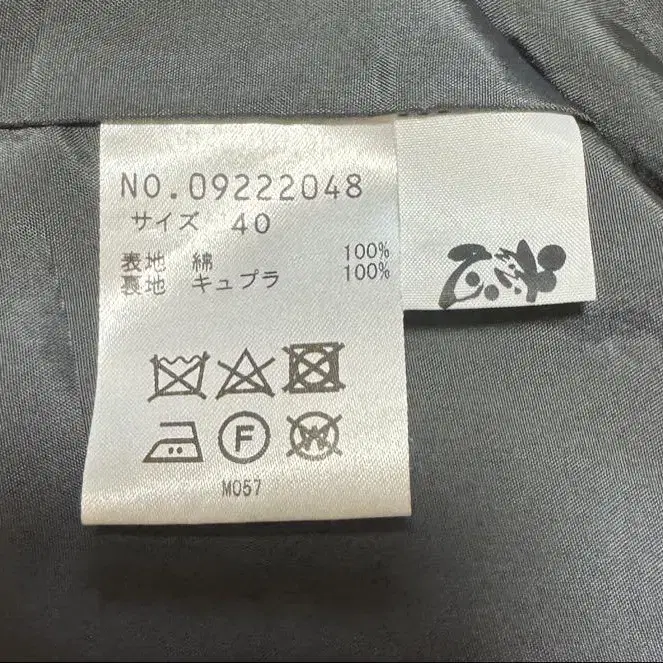 NO.09222048
サイズ 40
表地 綿 100%
裏地 キュプラ 100%
F
W
M057